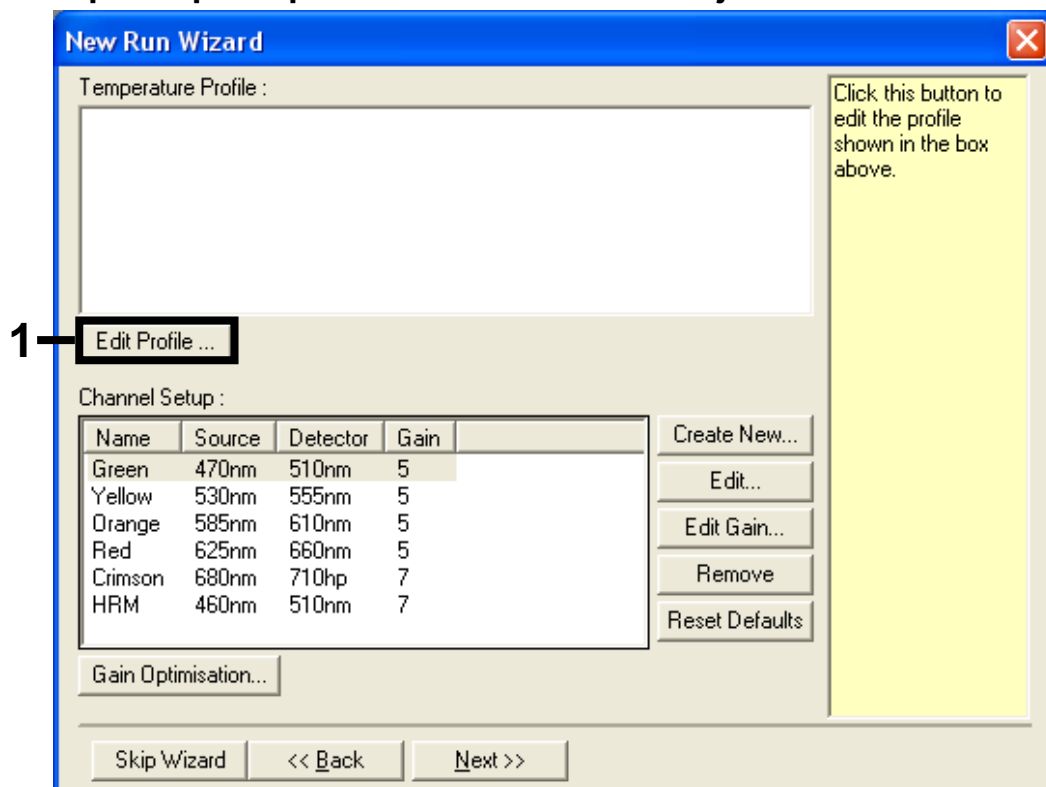 New Run Wizard
Temperature Profile :
Click this button to
edit the profile
shown in the box
above.
1
Edit Profile ...
Channel Setup :
Name Source Detector Gain
Green 470nm 510nm 5
Yellow 530nm 555nm 5
Orange 585nm 610nm 5
Red 625nm 660nm 5
Crimson 680nm 710hp 7
HRM 460nm 510nm 7
Create New...
Edit...
Edit Gain...
Remove
Reset Defaults
Gain Optimisation...
Skip Wizard << Back Next >>